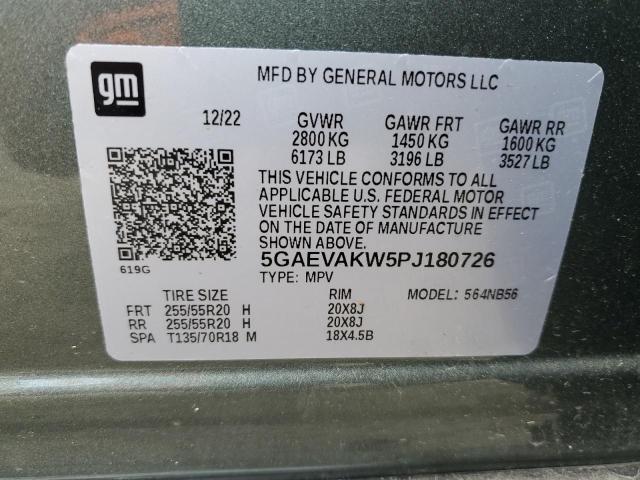 gm
MFD BY GENERAL MOTORS LLC
12/22 GVWR GAWR FRT GAWR RR
2800 KG 1450 KG 1600 KG
6173 LB 3196 LB 3527 LB
THIS VEHICLE CONFORMS TO ALL
APPLICABLE U.S. FEDERAL MOTOR
VEHICLE SAFETY STANDARDS IN EFFECT
ON THE DATE OF MANUFACTURE
SHOWN ABOVE.
619G
5GAEVAKW5PJ180726
TYPE: MPV
TIRE SIZE RIM MODEL: 564NB56
FRT 255/55R20 H 20X8J
RR 255/55R20 H 20X8J
SPA T135/70R18 M 18X4.5B